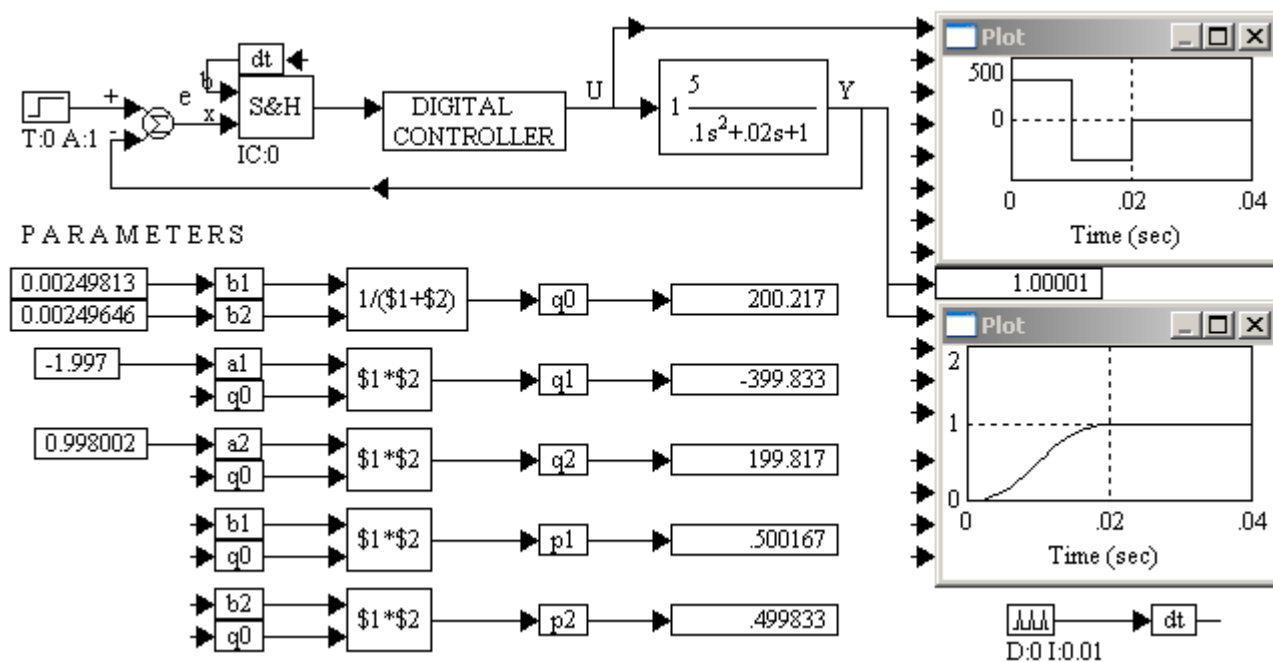 Plot
500
0
0
.02
.04
Time (sec)
dt
b
e
x
+
-
Σ
S&H
IC:0
T:0 A:1
DIGITAL
CONTROLLER
U
1 5
.1s²+.02s+1
Y
PARAMETERS
0.00249813
b1
0.00249646
b2
1/($1+$2)
q0
200.217
1.00001
-1.997
a1
q0
$1*$2
q1
-399.833
0.998002
a2
q0
$1*$2
q2
199.817
b1
q0
$1*$2
p1
.500167
b2
q0
$1*$2
p2
.499833
Plot
2
1
0
0
.02
.04
Time (sec)
dt
D:0 I:0.01